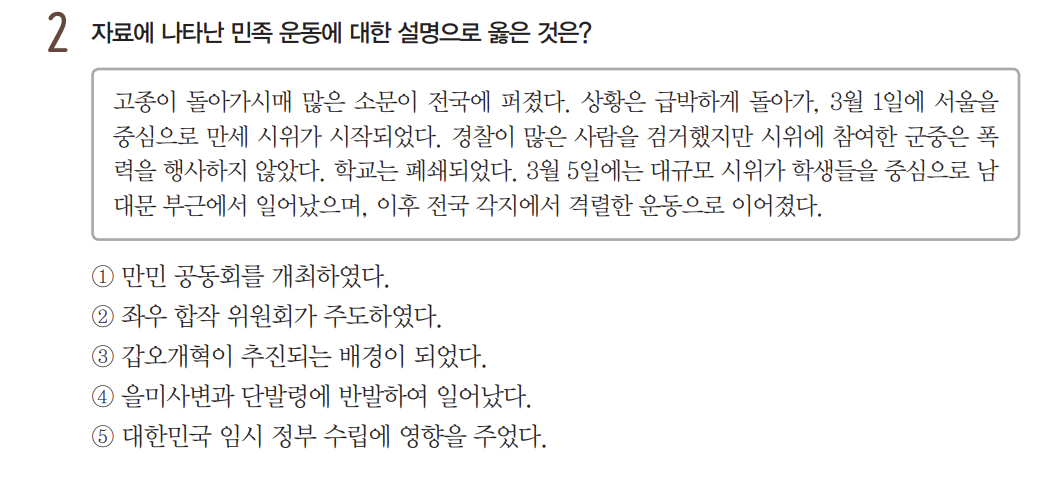 2 자료에 나타난 민족 운동에 대한 설명으로 옳은 것은?
고종이 돌아가시매 많은 소문이 전국에 퍼졌다. 상황은 급박하게 돌아가, 3월 1일에 서울을
중심으로 만세 시위가 시작되었다. 경찰이 많은 사람을 검거했지만 시위에 참여한 군중은 폭
력을 행사하지 않았다. 학교는 폐쇄되었다. 3월 5일에는 대규모 시위가 학생들을 중심으로 남
대문 부근에서 일어났으며, 이후 전국 각지에서 격렬한 운동으로 이어졌다.
① 만민 공동회를 개최하였다.
② 좌우 합작 위원회가 주도하였다.
③ 갑오개혁이 추진되는 배경이 되었다.
④ 을미사변과 단발령에 반발하여 일어났다.
⑤ 대한민국 임시 정부 수립에 영향을 주었다.